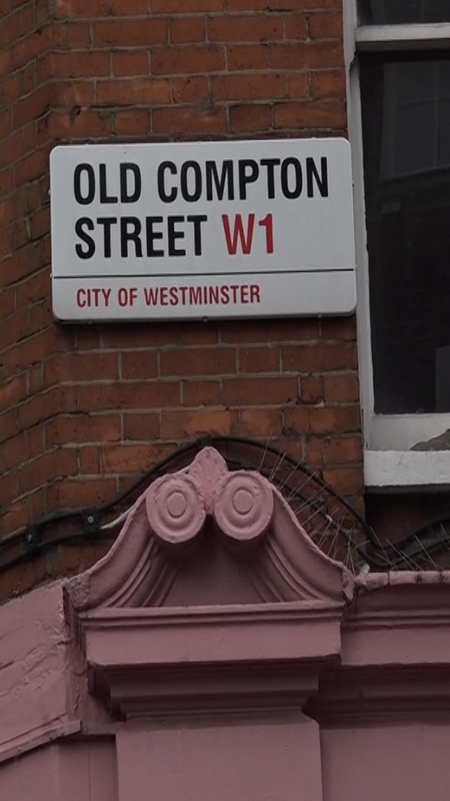 OLD COMPTON
STREET W1
CITY OF WESTMINSTER